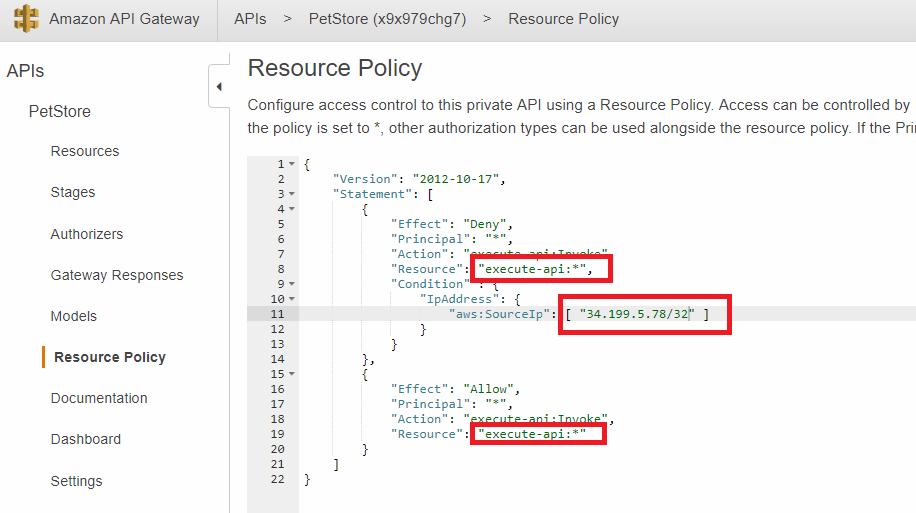 Amazon API Gateway APIs > PetStore (x9x979chg7) > Resource Policy
APIs
PetStore
Resources
Stages
Authorizers
Gateway Responses
Models
Resource Policy
Documentation
Dashboard
Settings
Resource Policy
Configure access control to this private API using a Resource Policy. Access can be controlled by
the policy is set to *, other authorization types can be used alongside the resource policy. If the Prin
1 {
2 "Version": "2012-10-17",
3 "Statement": [
4 {
5 "Effect": "Deny",
6 "Principal": "*",
7 "Action": "execute-api:Invoke",
8 "Resource": "execute-api:*",
9 "Condition" : {
10 "IpAddress": {
11 "aws:SourceIp": [ "34.199.5.78/32" ]
12 }
13 }
14 },
15 {
16 "Effect": "Allow",
17 "Principal": "*",
18 "Action": "execute-api:Invoke",
19 "Resource": "execute-api:*"
20 }
21 ]
22 }